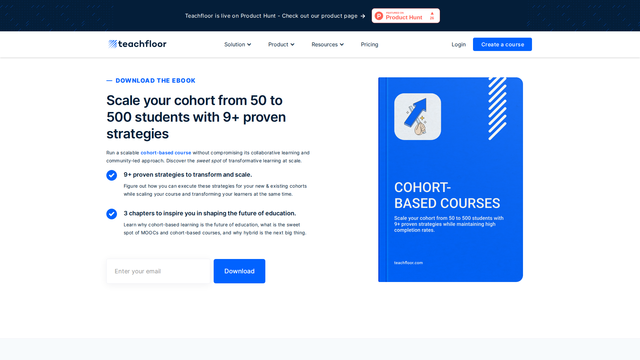 Teachfloor is live on Product Hunt - Check out our product page →
Product Hunt
teachfloor
Solution
Product
Resources
Pricing
Login
Create a course
— DOWNLOAD THE EBOOK
Scale your cohort from 50 to
500 students with 9+ proven
strategies
Run a scalable cohort-based course without compromising its collaborative learning and
community-led approach. Discover the sweet spot of transformative learning at scale.
9+ proven strategies to transform and scale.
Figure out how you can execute these strategies for your new & existing cohorts
while scaling your course and transforming your learners at the same time.
3 chapters to inspire you in shaping the future of education.
Learn why cohort-based learning is the future of education, what is the sweet
spot of MOOCs and cohort-based courses, and why hybrid is the next big thing.
Enter your email
Download
COHORT-
BASED COURSES
Scale your cohort from 50 to 500 students with
9+ proven strategies while maintaining high
completion rates.
teachfloor.com